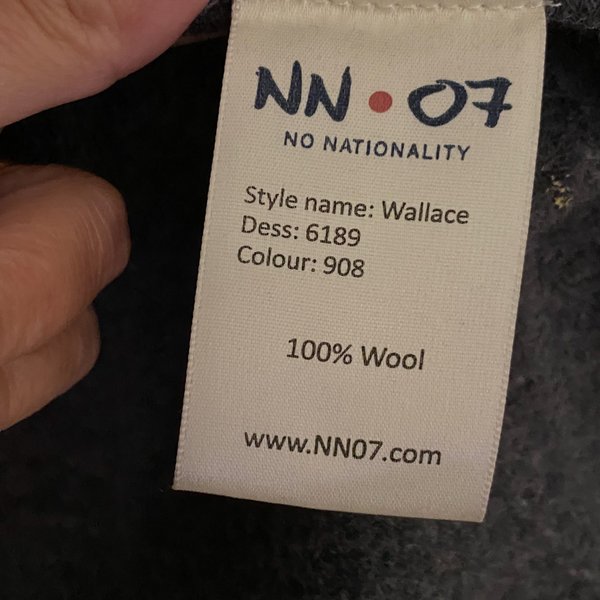 NN • 07
NO NATIONALITY
Style name: Wallace
Dess: 6189
Colour: 908
100% Wool
www.NN07.com